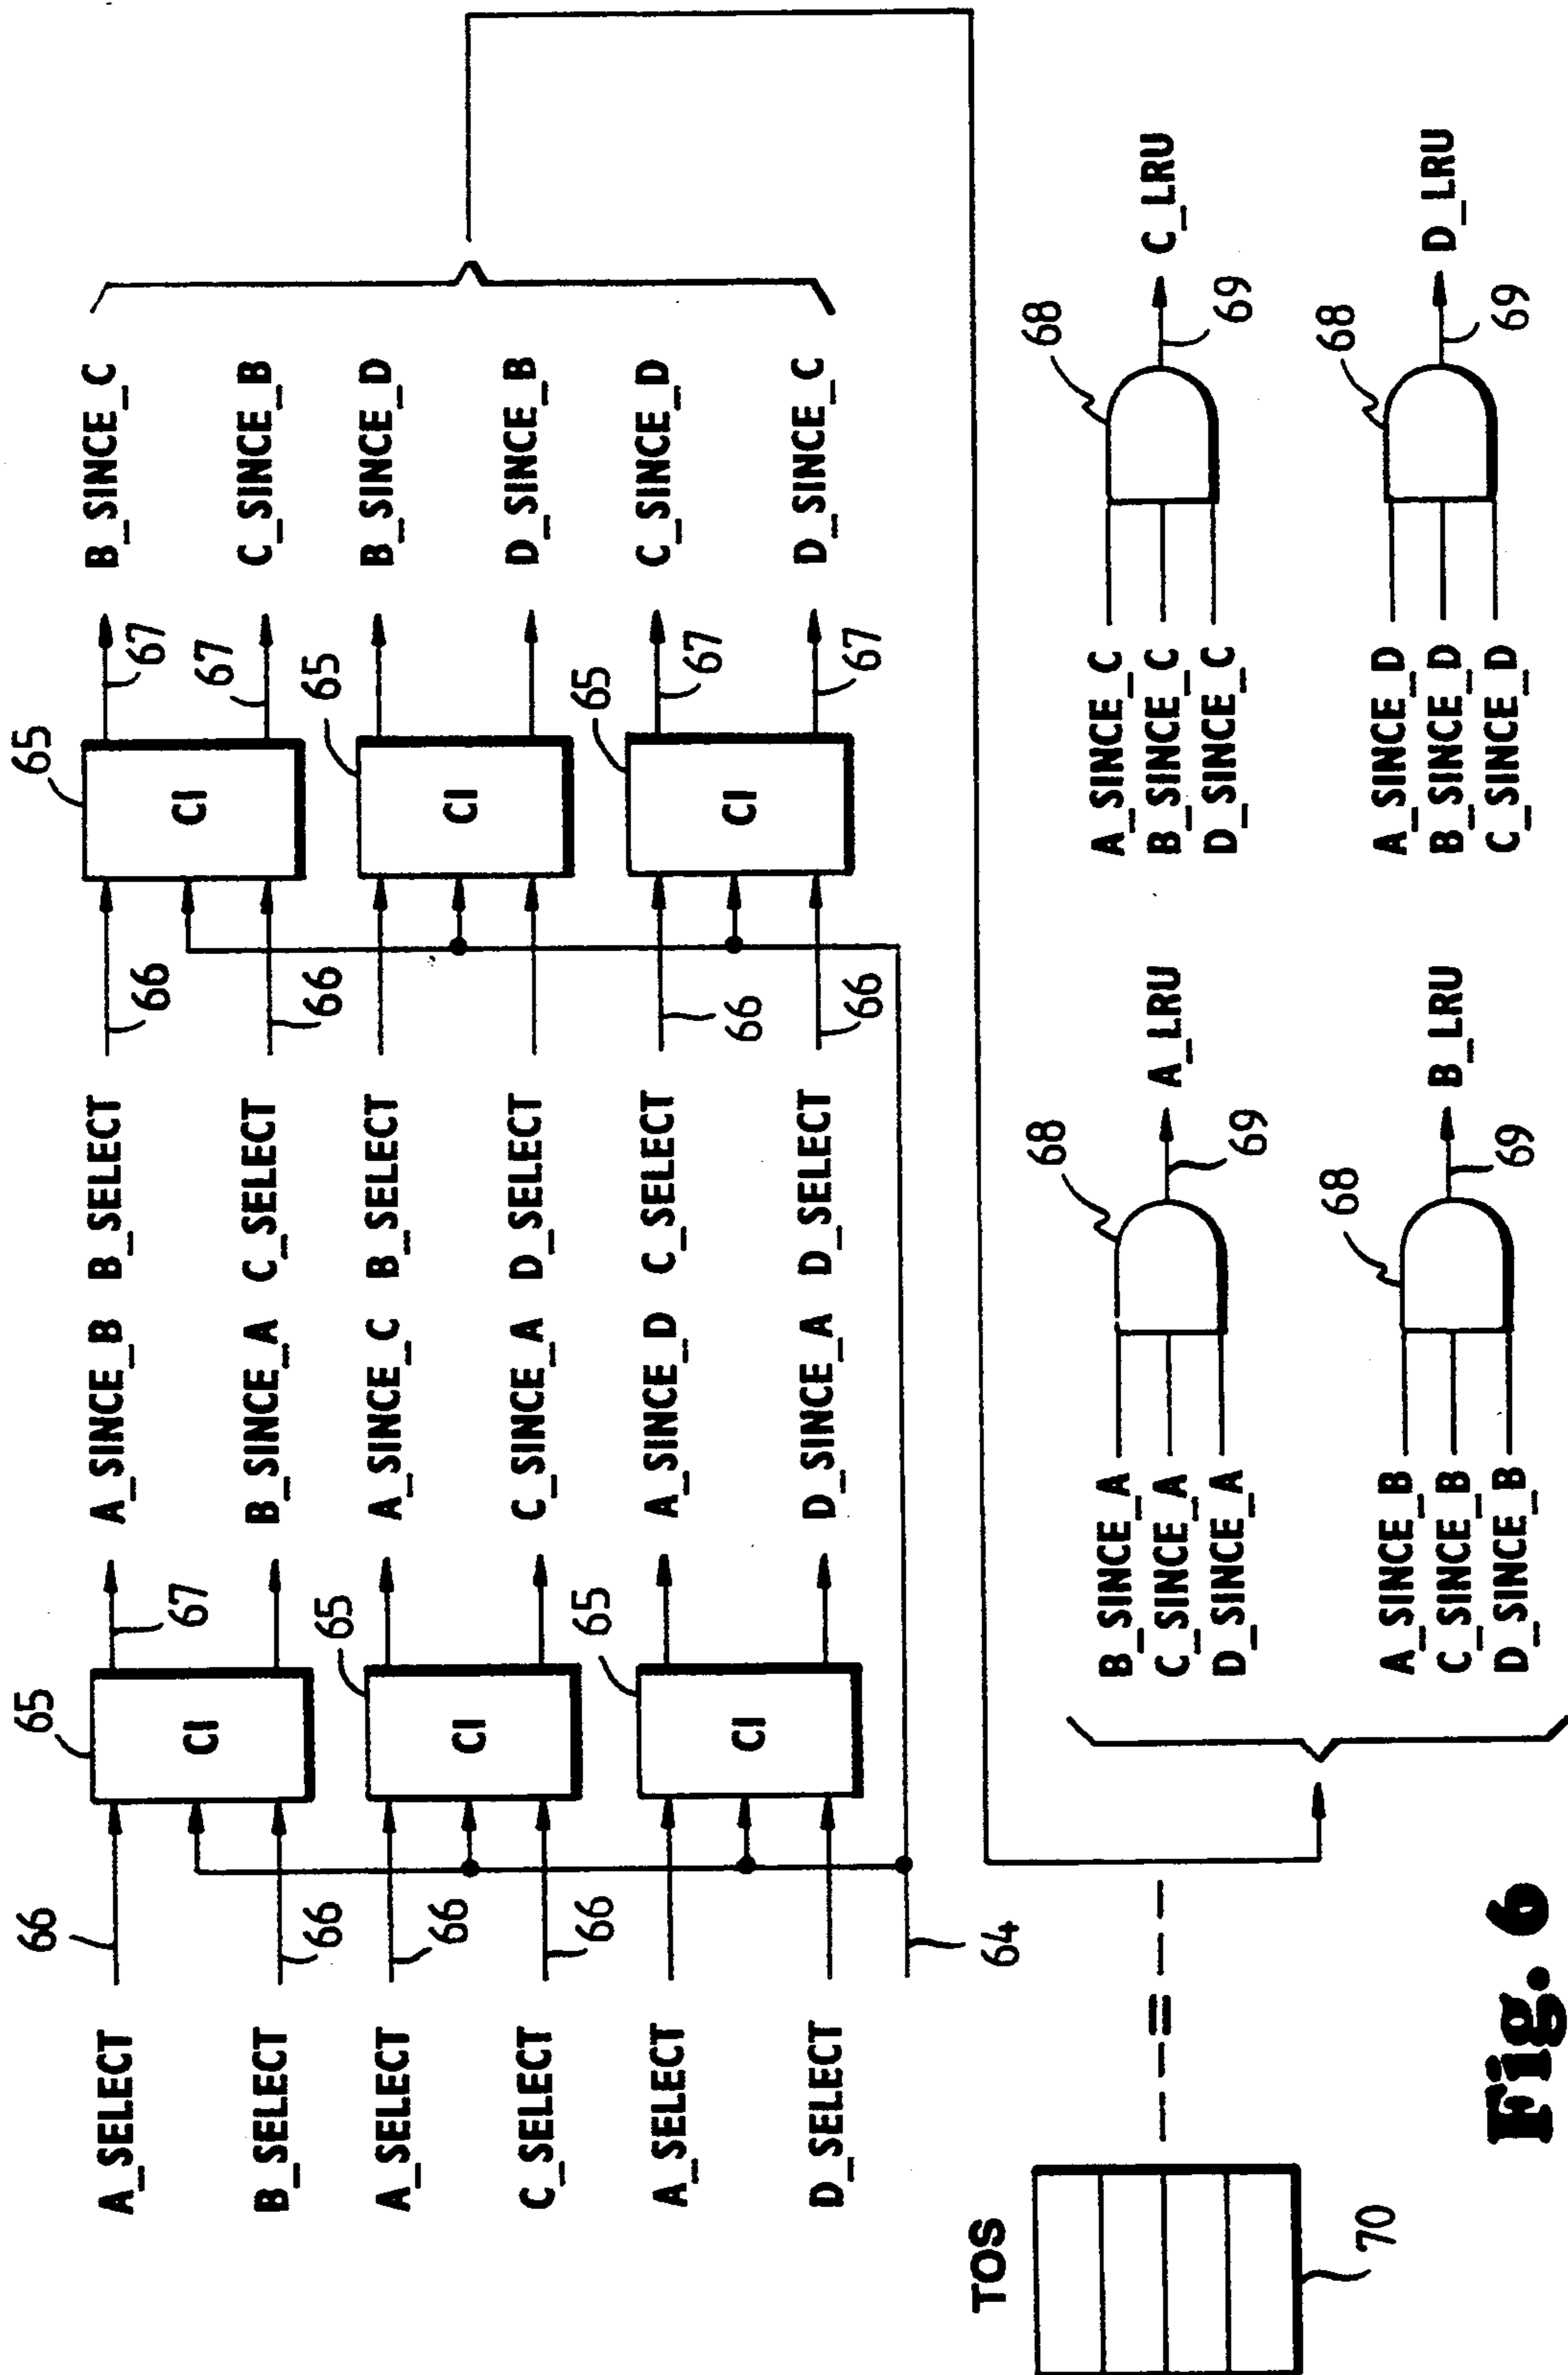 66
65
65
A_SELECT
A_SINCE_B
B_SELECT
B_SINCE_C
67
66
67
CI
CI
67
B_SELECT
B_SINCE_A
C_SELECT
C_SINCE_B
66
65
66
65
A_SELECT
A_SINCE_C
B_SELECT
B_SINCE_D
66
CI
CI
C_SELECT
C_SINCE_A
D_SELECT
D_SINCE_B
66
65
65
A_SELECT
A_SINCE_D
C_SELECT
C_SINCE_D
66
67
CI
CI
D_SELECT
D_SINCE_A
D_SELECT
D_SINCE_C
66
67
64
TOS
70
68
B_SINCE_A
C_SINCE_A
D_SINCE_A
A_LRU
69
68
A_SINCE_C
B_SINCE_C
D_SINCE_C
C_LRU
69
68
A_SINCE_B
C_SINCE_B
D_SINCE_B
B_LRU
69
68
A_SINCE_D
B_SINCE_D
C_SINCE_D
D_LRU
69
Fig. 6